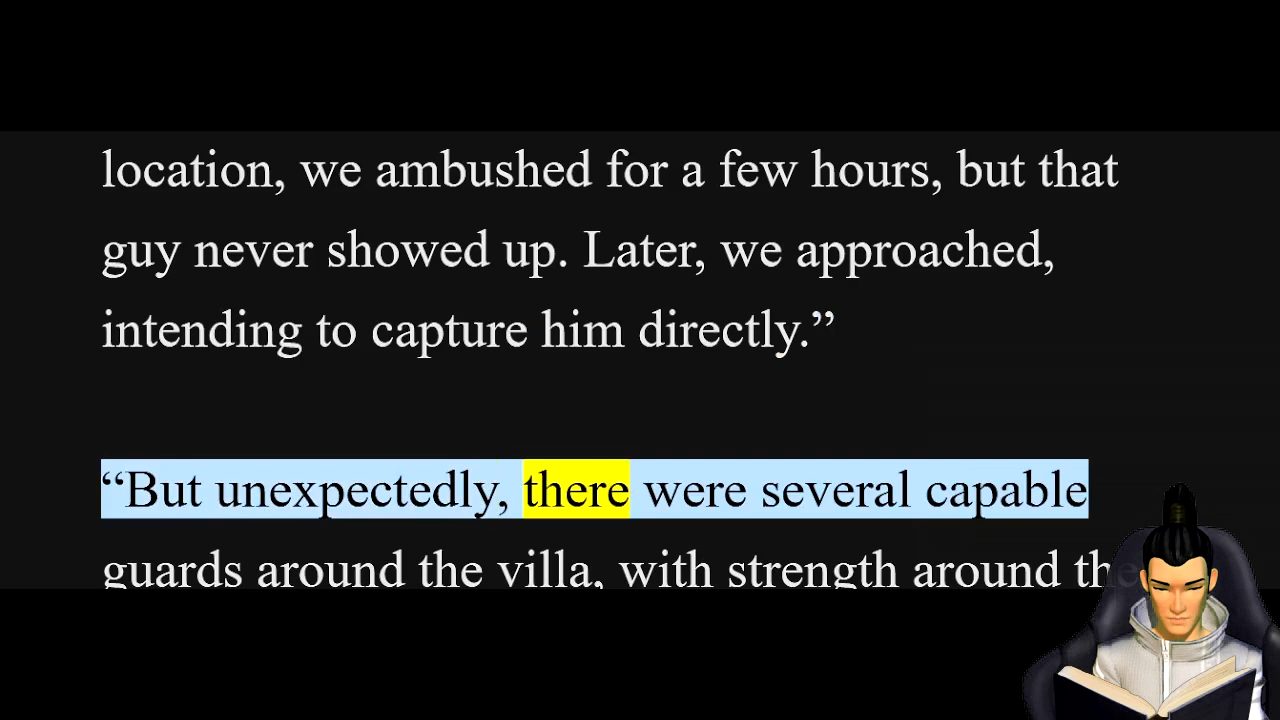 location, we ambushed for a few hours, but that
guy never showed up. Later, we approached,
intending to capture him directly.”
“But unexpectedly, there were several capable
guards around the villa, with strength around the